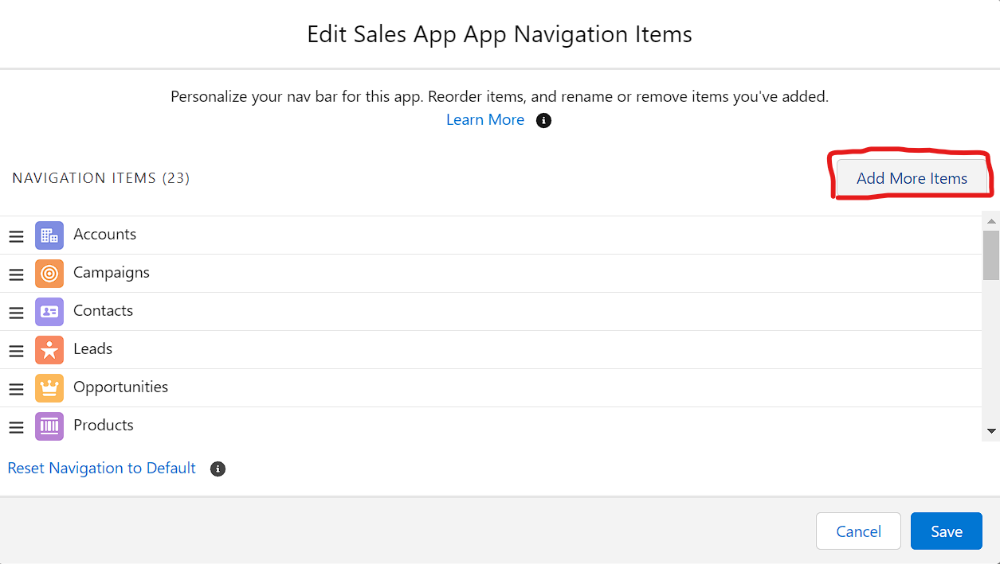 Edit Sales App App Navigation Items
Personalize your nav bar for this app. Reorder items, and rename or remove items you've added.
Learn More
NAVIGATION ITEMS (23)
Add More Items
Accounts
Campaigns
Contacts
Leads
Opportunities
Products
Reset Navigation to Default
Cancel
Save